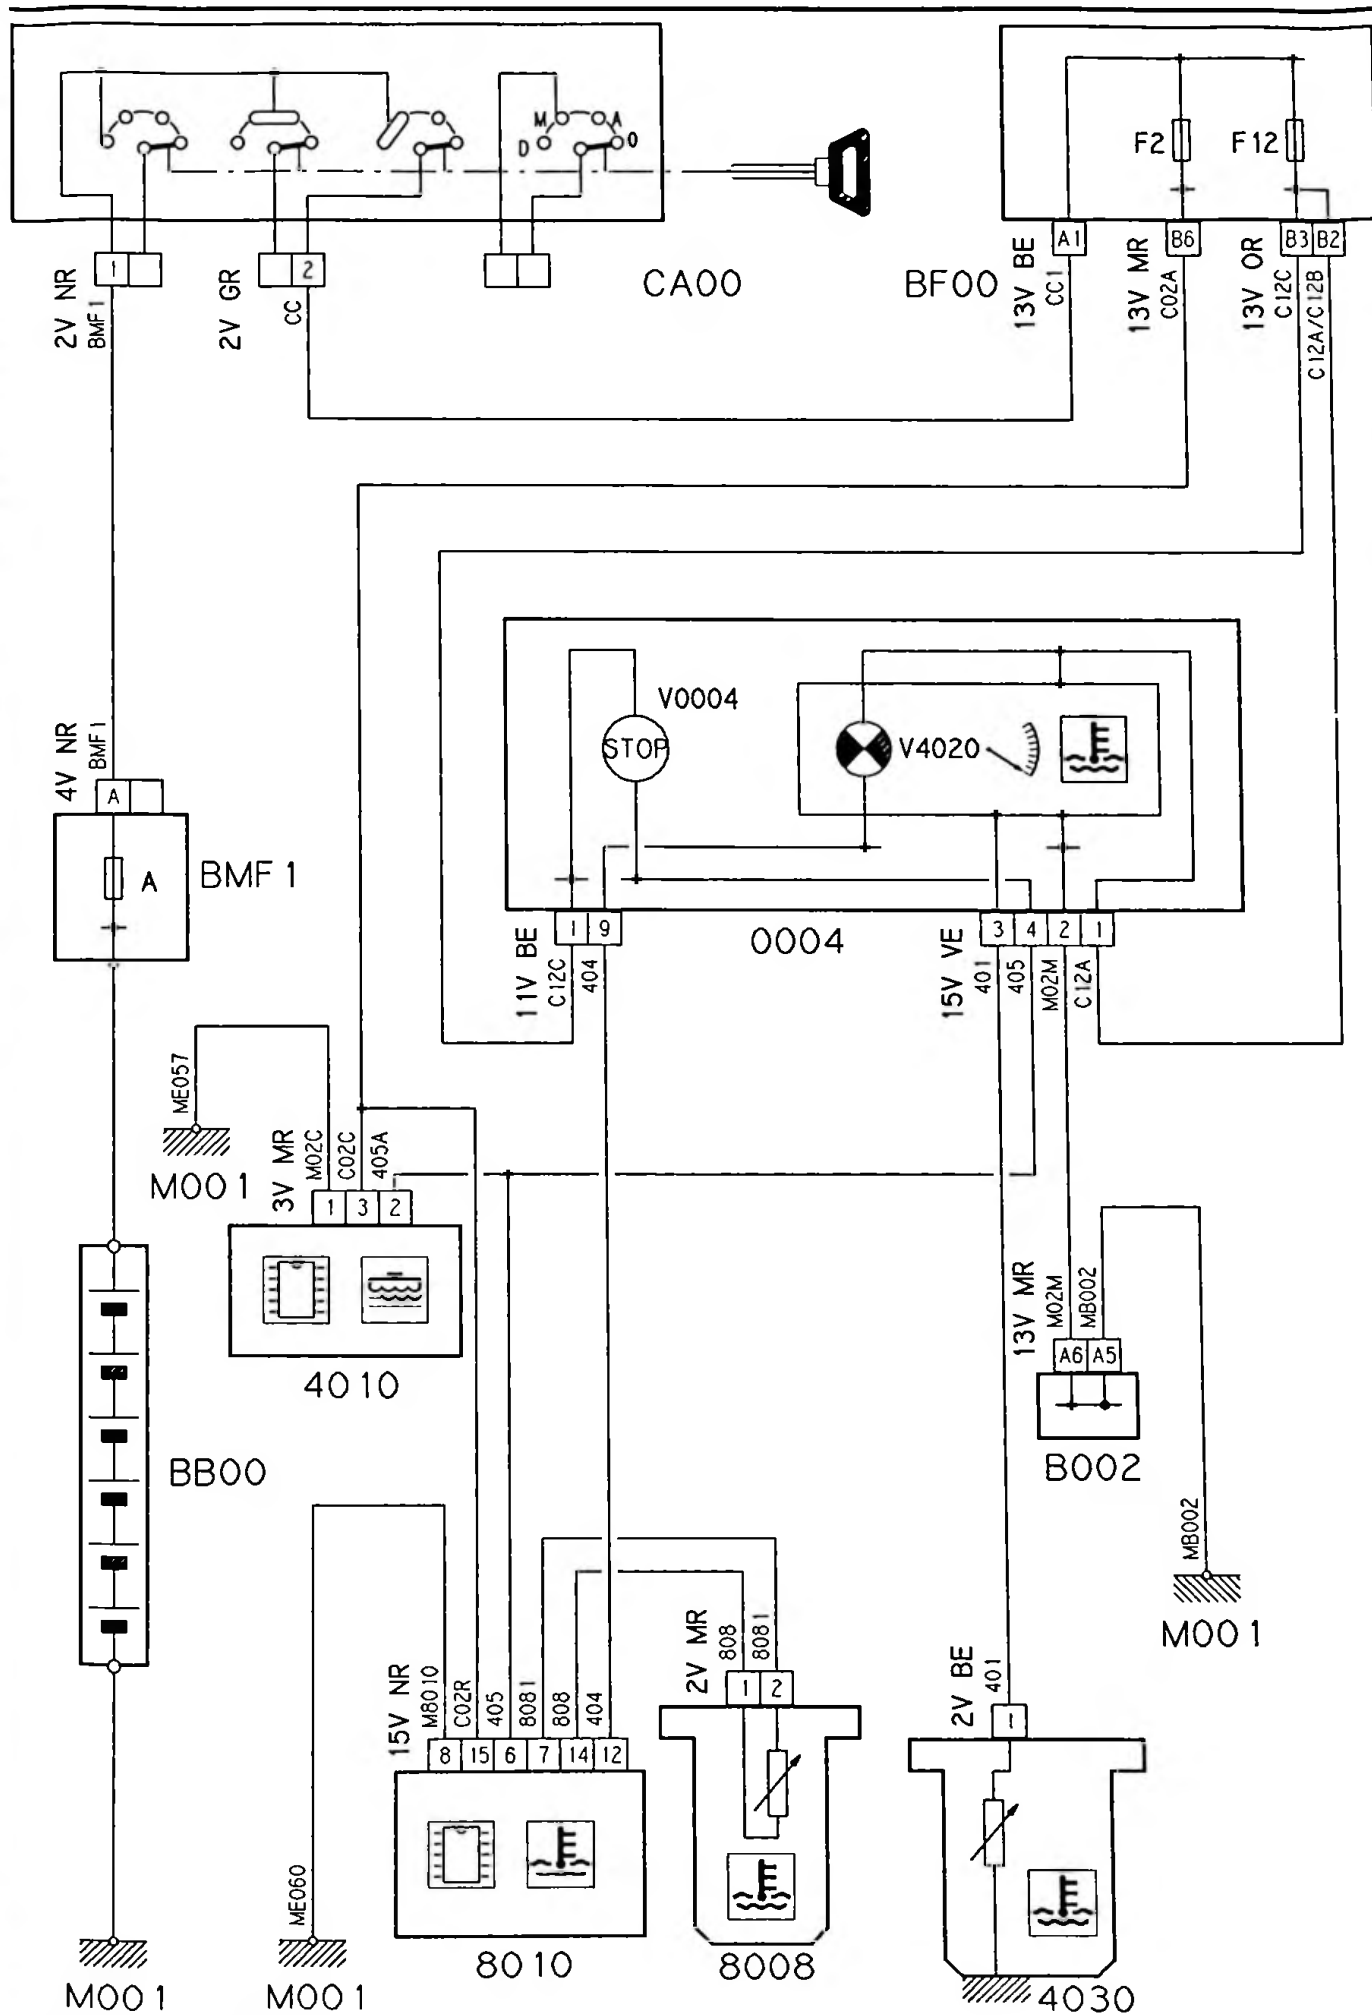 M A
D O
F2 F12
1
2
A1 B6 B3 B2
CA00
BF00
2V NR
BMF1
2V GR
CC
13V BE
CC1
13V MR
C02A
13V OR
C12C
C12A/C12B
V0004
STOP
V4020
4V NR
BMF1
A
A
BMF1
1 9
0004
3 4 2 1
11V BE
C12C
404
15V VE
401
405
M02M
C12A
ME057
M001
3V MR
M02C
C02C
405A
1 3 2
4010
13V MR
M02M
MB002
A6 A5
B002
BB00
MB002
M001
15V NR
M8010
C02R
405
8081
808
404
8 15 6 7 14 12
2V MR
808
8081
1 2
2V BE
401
1
ME060
M001
M001
8010
8008
4030